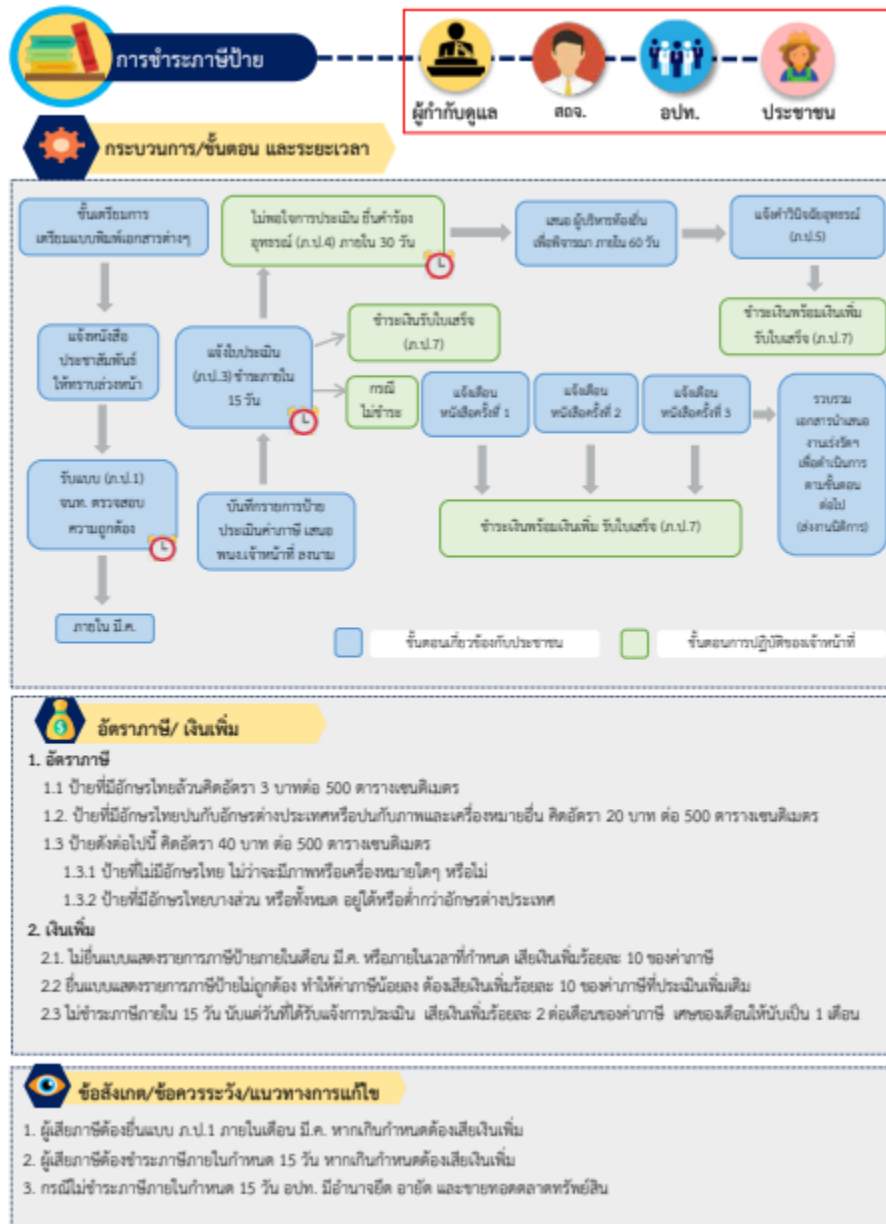 การชำระภาษีป้าย
ผู้กำกับดูแล
สถจ.
อปท.
ประชาชน
กระบวนการ/ขั้นตอน และระยะเวลา
ขั้นเตรียมการ
เตรียมแบบพิมพ์เอกสารต่างๆ
ไม่พอใจการประเมิน ยื่นคำร้อง
อุทธรณ์ (ภ.ป.4) ภายใน 30 วัน
เสนอ ผู้บริหารท้องถิ่น
เพื่อพิจารณา ภายใน 60 วัน
แจ้งคำวินิจฉัยอุทธรณ์
(ภ.ป.5)
แจ้งหนังสือ
ประชาสัมพันธ์
ให้ทราบล่วงหน้า
แจ้งใบประเมิน
(ภ.ป.3) ชำระภายใน
15 วัน
ชำระเงินรับใบเสร็จ
(ภ.ป.7)
ชำระเงินพร้อมเงินเพิ่ม
รับใบเสร็จ (ภ.ป.7)
กรณี
ไม่ชำระ
แจ้งเตือน
หนังสือครั้งที่ 1
แจ้งเตือน
หนังสือครั้งที่ 2
แจ้งเตือน
หนังสือครั้งที่ 3
รวบรวม
เอกสารนำเสนอ
งานเร่งรัดฯ
เพื่อดำเนินการ
ตามขั้นตอน
ต่อไป
(ส่งงานนิติการ)
รับแบบ (ภ.ป.1)
จนท. ตรวจสอบ
ความถูกต้อง
บันทึกรายการป้าย
ประเมินค่าภาษี เสนอ
พนง.เจ้าหน้าที่ ลงนาม
ชำระเงินพร้อมเงินเพิ่ม รับใบเสร็จ (ภ.ป.7)
ภายใน มี.ค.
ขั้นตอนเกี่ยวข้องกับประชาชน
ขั้นตอนการปฏิบัติของเจ้าหน้าที่
อัตราภาษี/ เงินเพิ่ม
1. อัตราภาษี
1.1 ป้ายที่มีอักษรไทยล้วนคิดอัตรา 3 บาทต่อ 500 ตารางเซนติเมตร
1.2. ป้ายที่มีอักษรไทยปนกับอักษรต่างประเทศหรือปนกับภาพและเครื่องหมายอื่น คิดอัตรา 20 บาท ต่อ 500 ตารางเซนติเมตร
1.3 ป้ายดังต่อไปนี้ คิดอัตรา 40 บาท ต่อ 500 ตารางเซนติเมตร
1.3.1 ป้ายที่ไม่มีอักษรไทย ไม่ว่าจะมีภาพหรือเครื่องหมายใดๆ หรือไม่
1.3.2 ป้ายที่มีอักษรไทยบางส่วน หรือทั้งหมด อยู่ใต้หรือต่ำกว่าอักษรต่างประเทศ
2. เงินเพิ่ม
2.1. ไม่ยื่นแบบแสดงรายการภาษีป้ายภายในเดือน มี.ค. หรือภายในเวลาที่กำหนด เสียเงินเพิ่มร้อยละ 10 ของค่าภาษี
2.2 ยื่นแบบแสดงรายการภาษีป้ายไม่ถูกต้อง ทำให้ค่าภาษีน้อยลง ต้องเสียเงินเพิ่มร้อยละ 10 ของค่าภาษีที่ประเมินเพิ่มเติม
2.3 ไม่ชำระภาษีภายใน 15 วัน นับแต่วันที่ได้รับแจ้งการประเมิน เสียเงินเพิ่มร้อยละ 2 ต่อเดือนของค่าภาษี เศษของเดือนให้นับเป็น 1 เดือน
ข้อสังเกต/ข้อควรระวัง/แนวทางการแก้ไข
1. ผู้เสียภาษีต้องยื่นแบบ ภ.ป.1 ภายในเดือน มี.ค. หากเกินกำหนดต้องเสียเงินเพิ่ม
2. ผู้เสียภาษีต้องชำระภาษีภายในกำหนด 15 วัน หากเกินกำหนดต้องเสียเงินเพิ่ม
3. กรณีไม่ชำระภาษีภายในกำหนด 15 วัน อปท. มีอำนาจยึด อายัด และขายทอดตลาดทรัพย์สิน